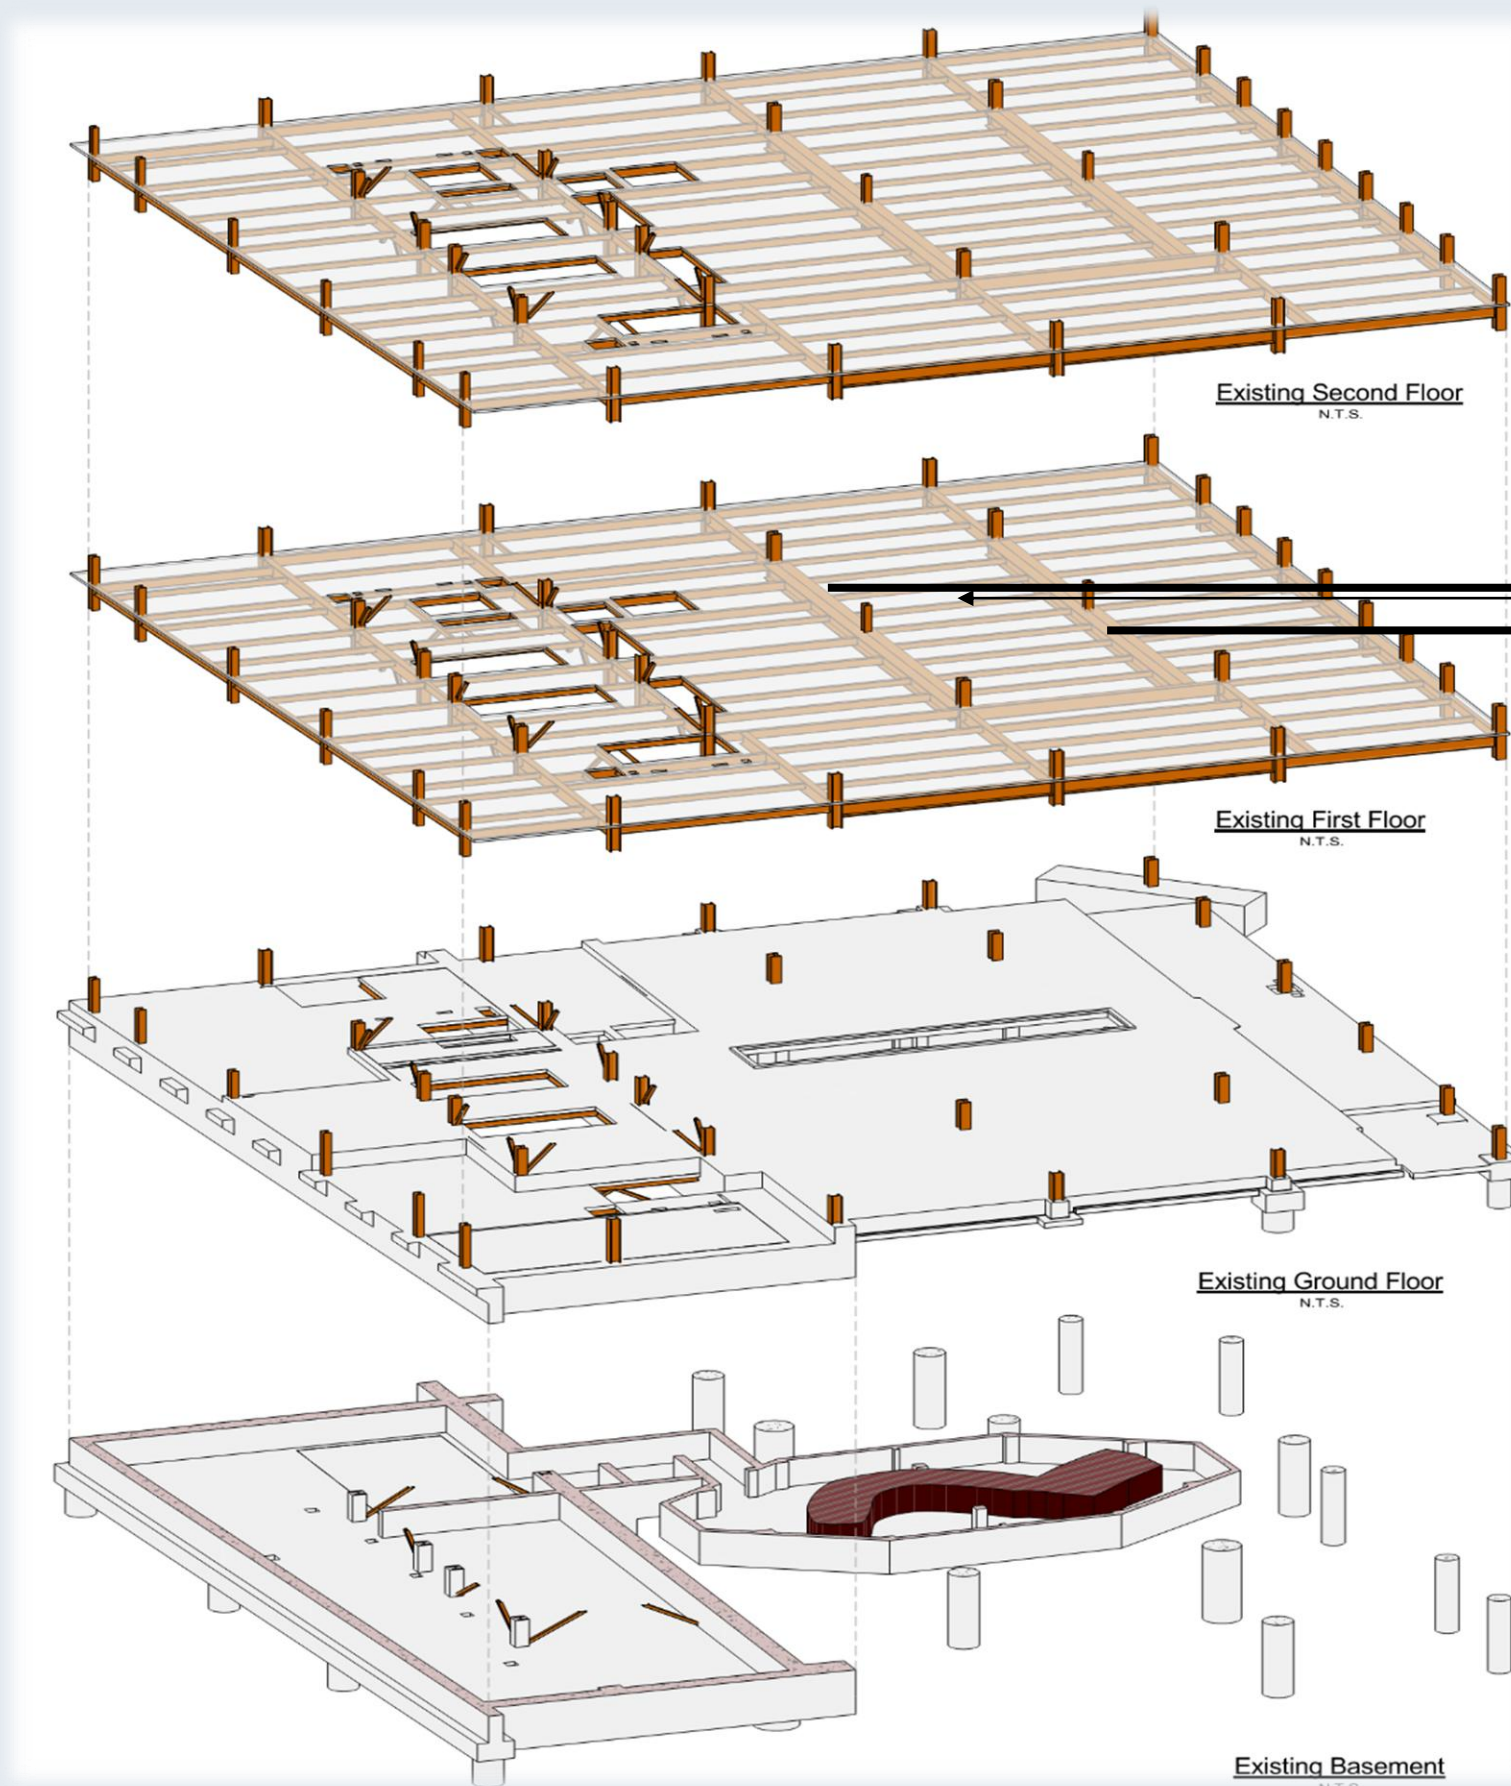 Existing Second Floor
N.T.S.
Existing First Floor
N.T.S.
Existing Ground Floor
N.T.S.
Existing Basement
N.T.S.